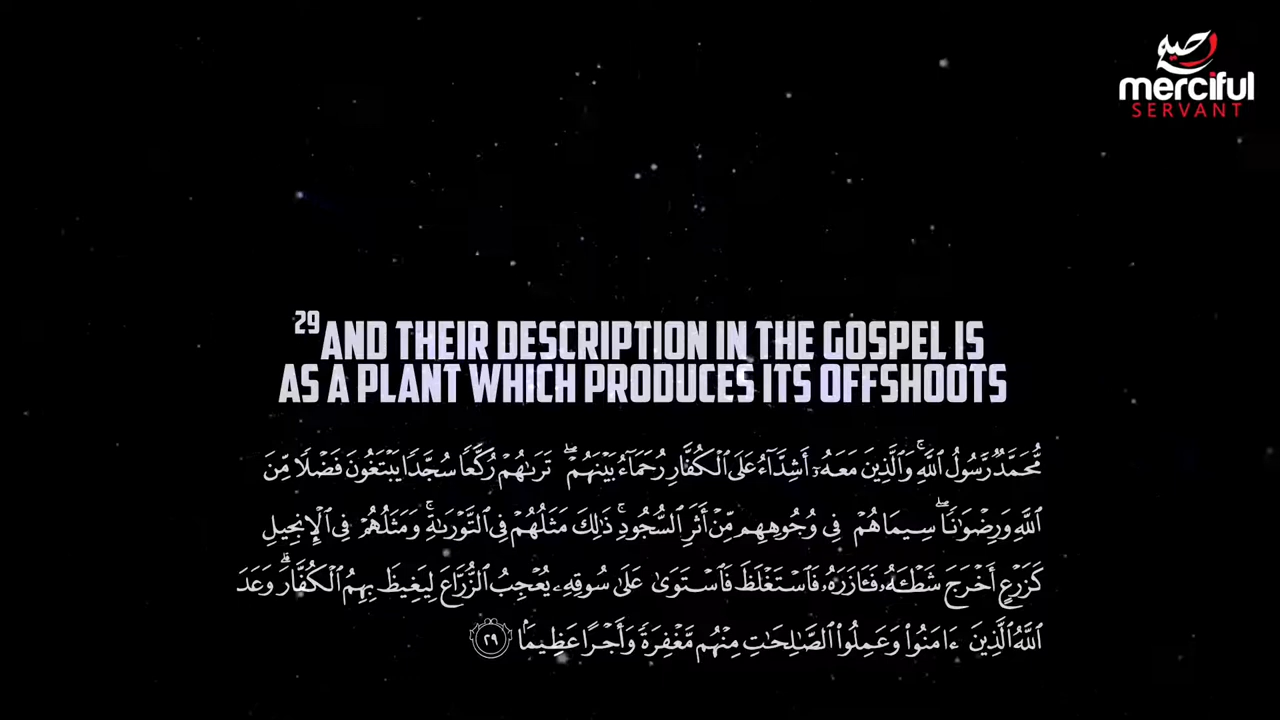 merciful
SERVANT
29 AND THEIR DESCRIPTION IN THE GOSPEL IS
AS A PLANT WHICH PRODUCES ITS OFFSHOOTS
مُّحَمَّدٌ رَّسُولُ ٱللَّهِۚ وَٱلَّذِينَ مَعَهُۥٓ أَشِدَّآءُ عَلَى ٱلْكُفَّارِ رُحَمَآءُ بَيْنَهُمْۖ تَرَىٰهُمْ رُكَّعًا سُجَّدًا يَبْتَغُونَ فَضْلًا مِّنَ
ٱللَّهِ وَرِضْوَٰنًاۖ سِيمَاهُمْ فِى وُجُوهِهِم مِّنْ أَثَرِ ٱلسُّجُودِۚ ذَٰلِكَ مَثَلُهُمْ فِى ٱلتَّوْرَىٰةِۚ وَمَثَلُهُمْ فِى ٱلْإِنجِيلِ
كَزَرْعٍ أَخْرَجَ شَطْـَٔهُۥ فَـَٔازَرَهُۥ فَٱسْتَغْلَظَ فَٱسْتَوَىٰ عَلَىٰ سُوقِهِۦ يُعْجِبُ ٱلزُّرَّاعَ لِيَغِيظَ بِهِمُ ٱلْكُفَّارَۗ وَعَدَ
ٱللَّهُ ٱلَّذِينَ ءَامَنُوا۟ وَعَمِلُوا۟ ٱلصَّٰلِحَٰتِ مِنْهُم مَّغْفِرَةً وَأَجْرًا عَظِيمًۢا ٢٩